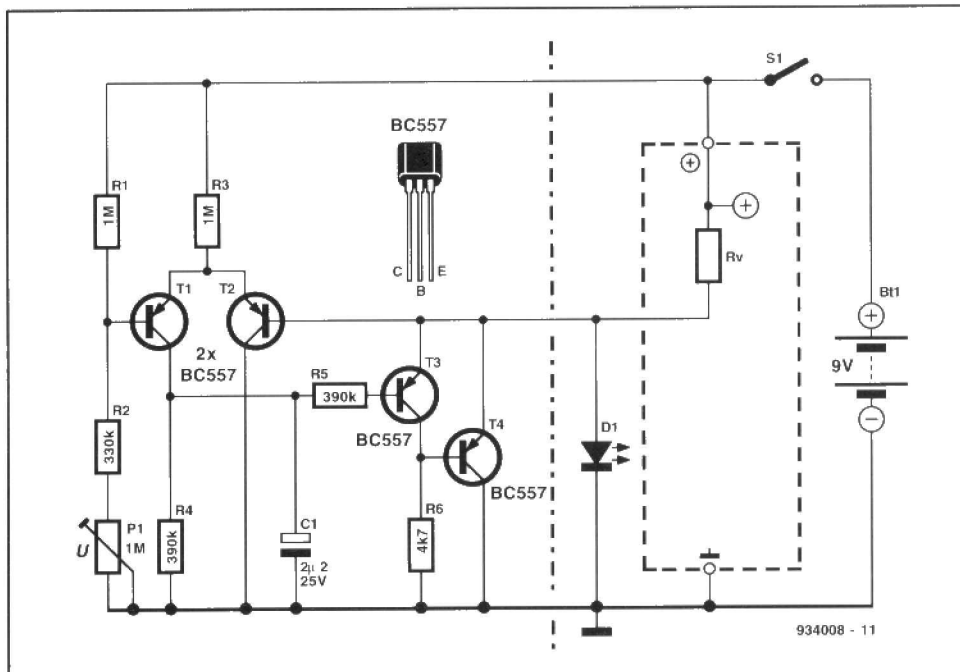 S1
BC557
R1
1M
R3
1M
C
B
E
+
+
Rv
T1
T2
2x
BC557
Bt1
+
9V
−
R5
390k
T3
BC557
T4
BC557
D1
R2
330k
P1
1M
U
R4
390k
C1
2µ2
25V
R6
4k7
934008 - 11